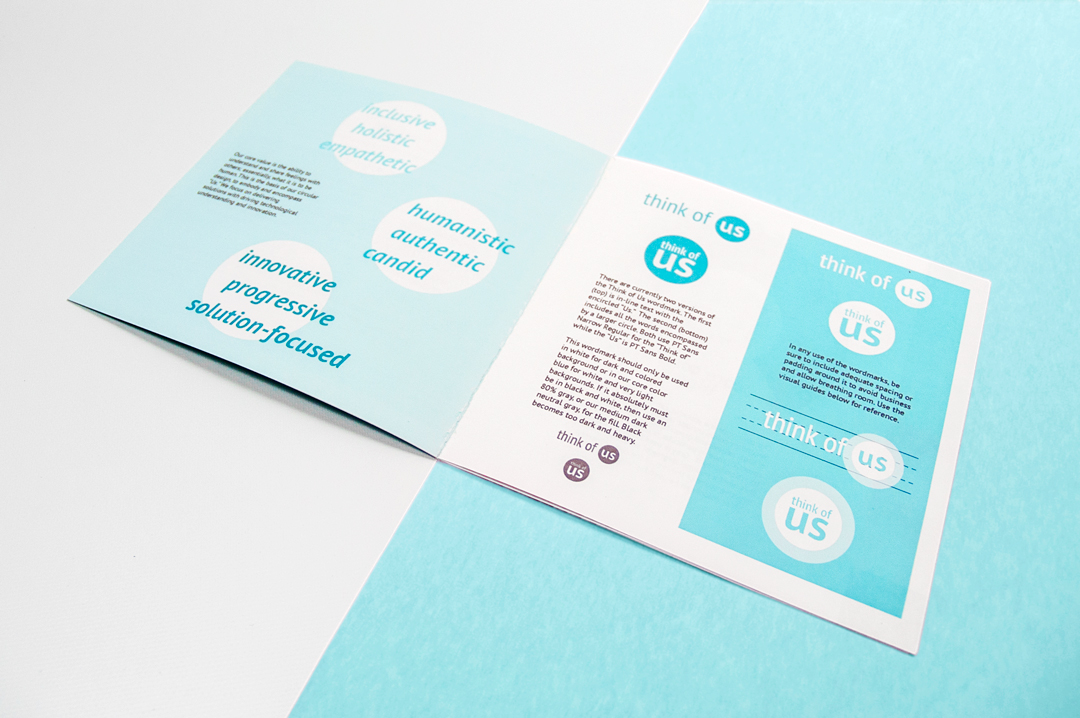 inclusive
holistic
empathetic
Our core value is the ability to
understand and share feelings with
others; essentially, what it is to be
human. This is the basis of our circular
design; to embody and encompass
"Us." We focus on delivering
solutions with driving technological
understanding and innovation.
humanistic
authentic
candid
innovative
progressive
solution-focused
think of us
think of
us
There are currently two versions of
the Think of Us wordmark. The first
(top) is in-line text with the
encircled "Us." The second (bottom)
includes all the words encompassed
by a larger circle. Both use PT Sans
Narrow Regular for the "Think of"
while the "Us" is PT Sans Bold.
This wordmark should only be used
in white for dark and colored
background or in our core color
blue for white and very light
backgrounds. If it absolutely must
be in black and white, then use an
80% gray, or our medium dark
neutral gray, for the fill. Black
becomes too dark and heavy.
think of us
think of
us
think of us
think of
us
In any use of the wordmarks, be
sure to include adequate spacing or
padding around it to avoid business
and allow breathing room. Use the
visual guides below for reference.
think of us
think of
us